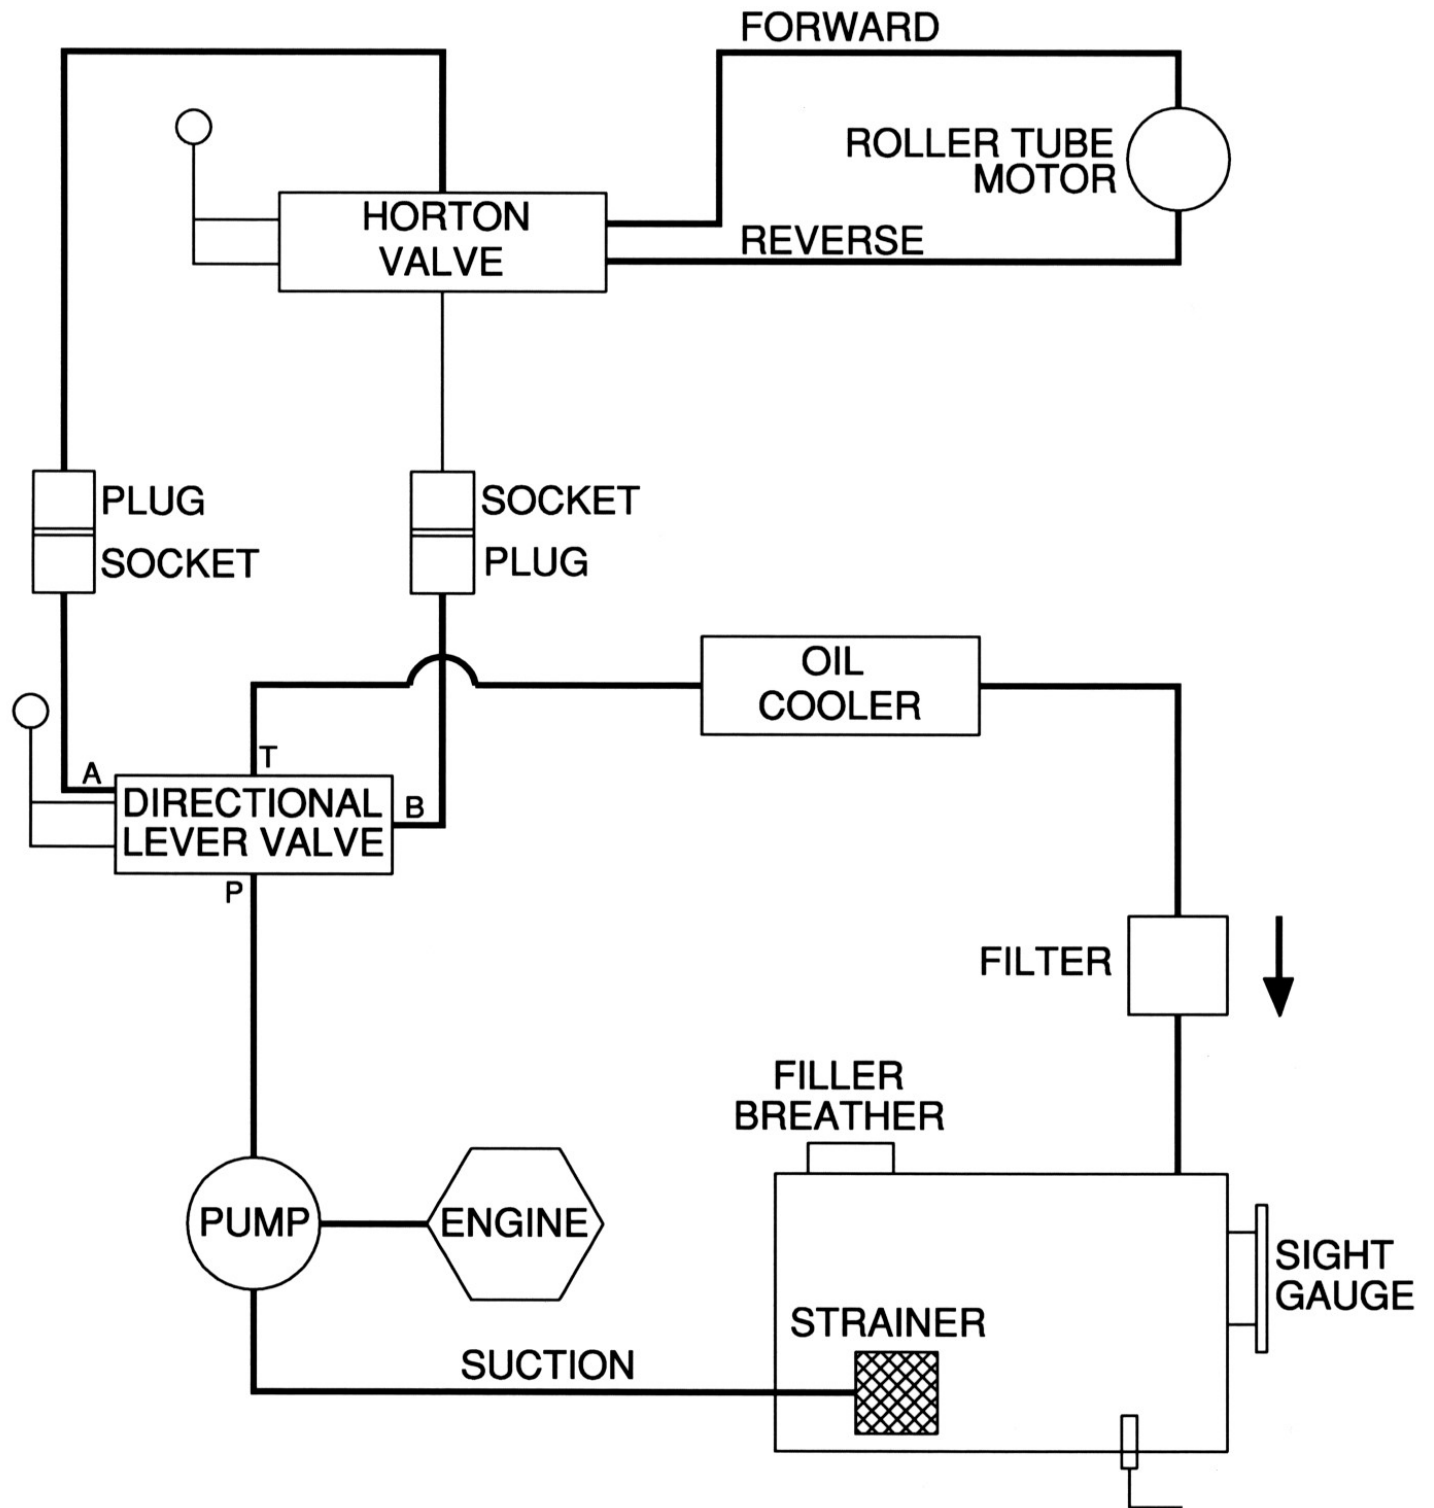 FORWARD
ROLLER TUBE
MOTOR
HORTON
VALVE
REVERSE
PLUG
SOCKET
SOCKET
PLUG
OIL
COOLER
T
A
DIRECTIONAL
LEVER VALVE
B
P
FILTER
FILLER
BREATHER
PUMP
ENGINE
SIGHT
GAUGE
STRAINER
SUCTION